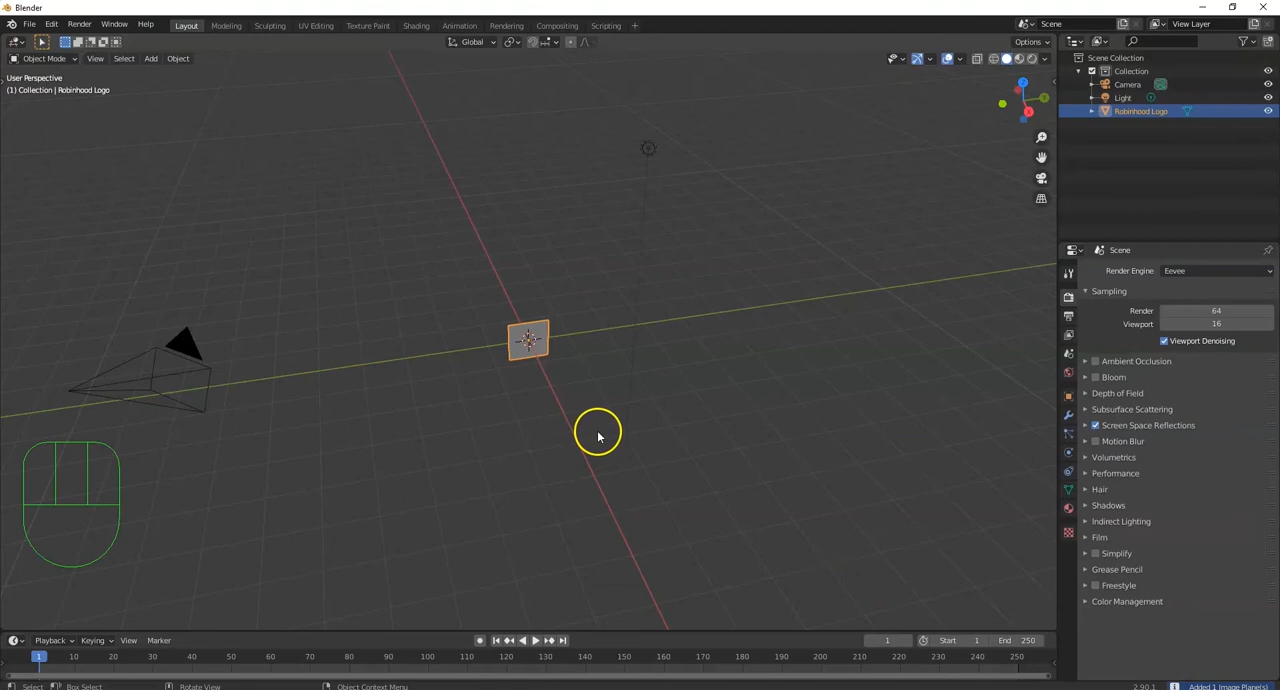 Blender
File Edit Render Window Help Layout Modeling Sculpting UV Editing Texture Paint Shading Animation Rendering Compositing Scripting + Scene View Layer
Global Options
Object Mode View Select Add Object
User Perspective
(1) Collection | Robinhood Logo
Z
X
Scene Collection
Collection
Camera
Light
Robinhood Logo
Scene
Render Engine Eevee
Sampling
Render 64
Viewport 16
Viewport Denoising
Ambient Occlusion
Bloom
Depth of Field
Subsurface Scattering
Screen Space Reflections
Motion Blur
Volumetrics
Performance
Hair
Shadows
Indirect Lighting
Film
Simplify
Grease Pencil
Freestyle
Color Management
Playback Keying View Marker 1 Start 1 End 250
1 10 20 30 40 50 60 70 80 90 100 110 120 130 140 150 160 170 180 190 200 210 220 230 240 250
Select Box Select Rotate View Object Context Menu 2.90.1 Added 1 Image Plane(s)